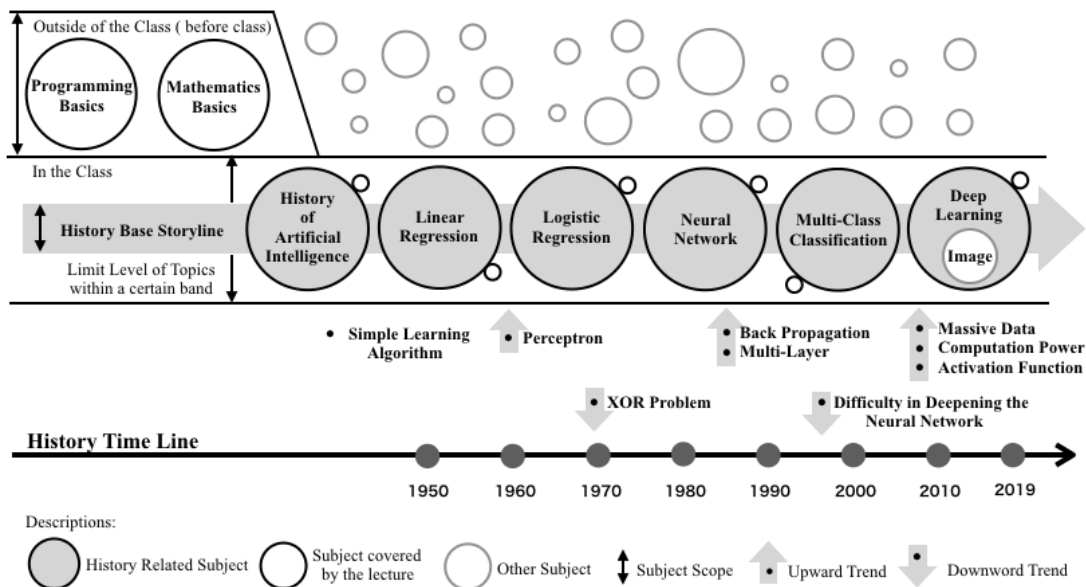 Outside of the Class ( before class)
Programming
Basics
Mathematics
Basics
In the Class
History Base Storyline
Limit Level of Topics
within a certain band
History
of
Artificial
Intelligence
Linear
Regression
Logistic
Regression
Neural
Network
Multi-Class
Classification
Deep
Learning
Image
• Simple Learning
Algorithm
• Perceptron
• Back Propagation
• Multi-Layer
• Massive Data
• Computation Power
• Activation Function
• XOR Problem
• Difficulty in Deepening the
Neural Network
History Time Line
1950 1960 1970 1980 1990 2000 2010 2019
Descriptions:
History Related Subject
Subject covered
by the lecture
Other Subject
Subject Scope
Upward Trend
Downword Trend